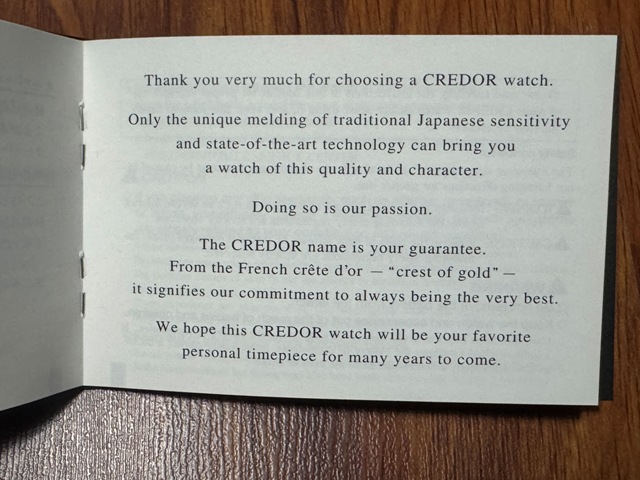 Thank you very much for choosing a CREDOR watch.
Only the unique melding of traditional Japanese sensitivity
and state-of-the-art technology can bring you
a watch of this quality and character.
Doing so is our passion.
The CREDOR name is your guarantee.
From the French crête d'or — “crest of gold” —
it signifies our commitment to always being the very best.
We hope this CREDOR watch will be your favorite
personal timepiece for many years to come.